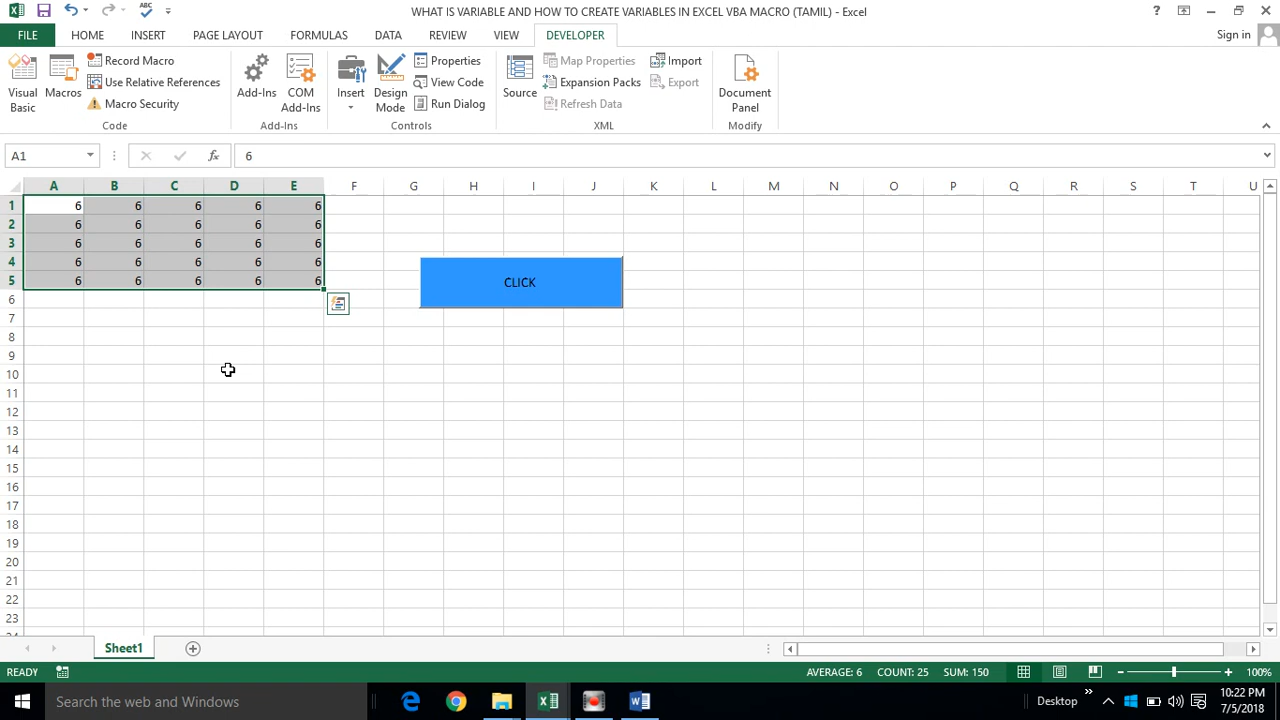 WHAT IS VARIABLE AND HOW TO CREATE VARIABLES IN EXCEL VBA MACRO (TAMIL) - Excel
FILE HOME INSERT PAGE LAYOUT FORMULAS DATA REVIEW VIEW DEVELOPER Sign in
Visual Basic
Macros
Record Macro
Use Relative References
Macro Security
Code
Add-Ins
COM Add-Ins
Add-Ins
Insert
Design Mode
Properties
View Code
Run Dialog
Controls
Source
Map Properties
Expansion Packs
Refresh Data
Import
Export
XML
Document Panel
Modify
A1 fx 6
A B C D E F G H I J K L M N O P Q R S T U
1 6 6 6 6 6
2 6 6 6 6 6
3 6 6 6 6 6
4 6 6 6 6 6
5 6 6 6 6 6
CLICK
6
7
8
9
10
11
12
13
14
15
16
17
18
19
20
21
22
23
24
Sheet1
READY AVERAGE: 6 COUNT: 25 SUM: 150 100%
Search the web and Windows
Desktop
10:22 PM
7/5/2018